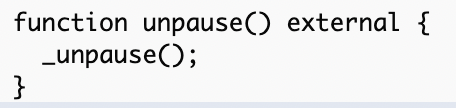 function unpause() external {
  _unpause();
}